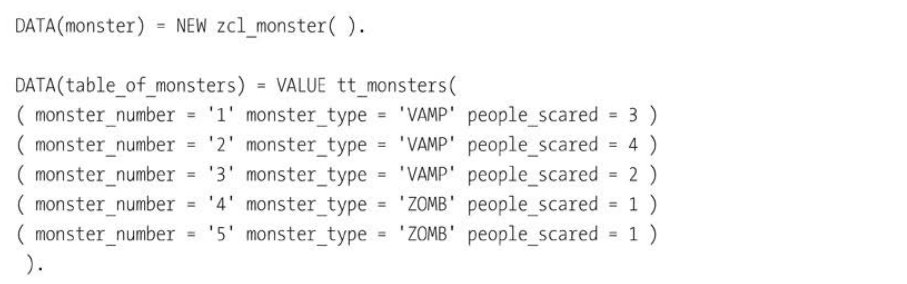 DATA(monster) = NEW zcl_monster( ).
DATA(table_of_monsters) = VALUE tt_monsters(
( monster_number = '1' monster_type = 'VAMP' people_scared = 3 )
( monster_number = '2' monster_type = 'VAMP' people_scared = 4 )
( monster_number = '3' monster_type = 'VAMP' people_scared = 2 )
( monster_number = '4' monster_type = 'ZOMB' people_scared = 1 )
( monster_number = '5' monster_type = 'ZOMB' people_scared = 1 )
).